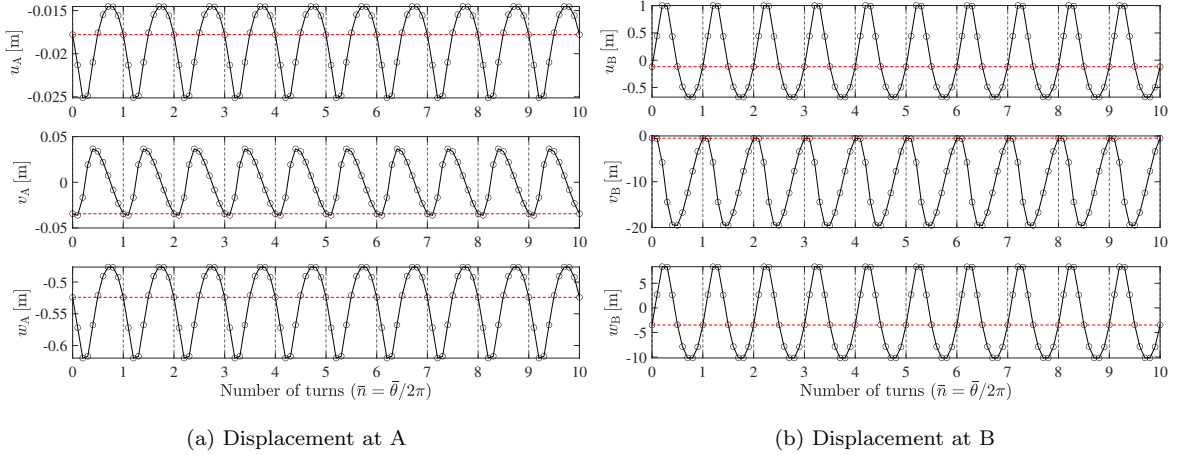 -0.015
-0.02
-0.025
u_A [m]
0 1 2 3 4 5 6 7 8 9 10
0.05
0
-0.05
v_A [m]
0 1 2 3 4 5 6 7 8 9 10
-0.5
-0.55
-0.6
w_A [m]
0 1 2 3 4 5 6 7 8 9 10
Number of turns (n̄ = θ̄/2π)
(a) Displacement at A
1
0.5
0
-0.5
u_B [m]
0 1 2 3 4 5 6 7 8 9 10
0
-10
-20
v_B [m]
0 1 2 3 4 5 6 7 8 9 10
5
0
-5
-10
w_B [m]
0 1 2 3 4 5 6 7 8 9 10
Number of turns (n̄ = θ̄/2π)
(b) Displacement at B